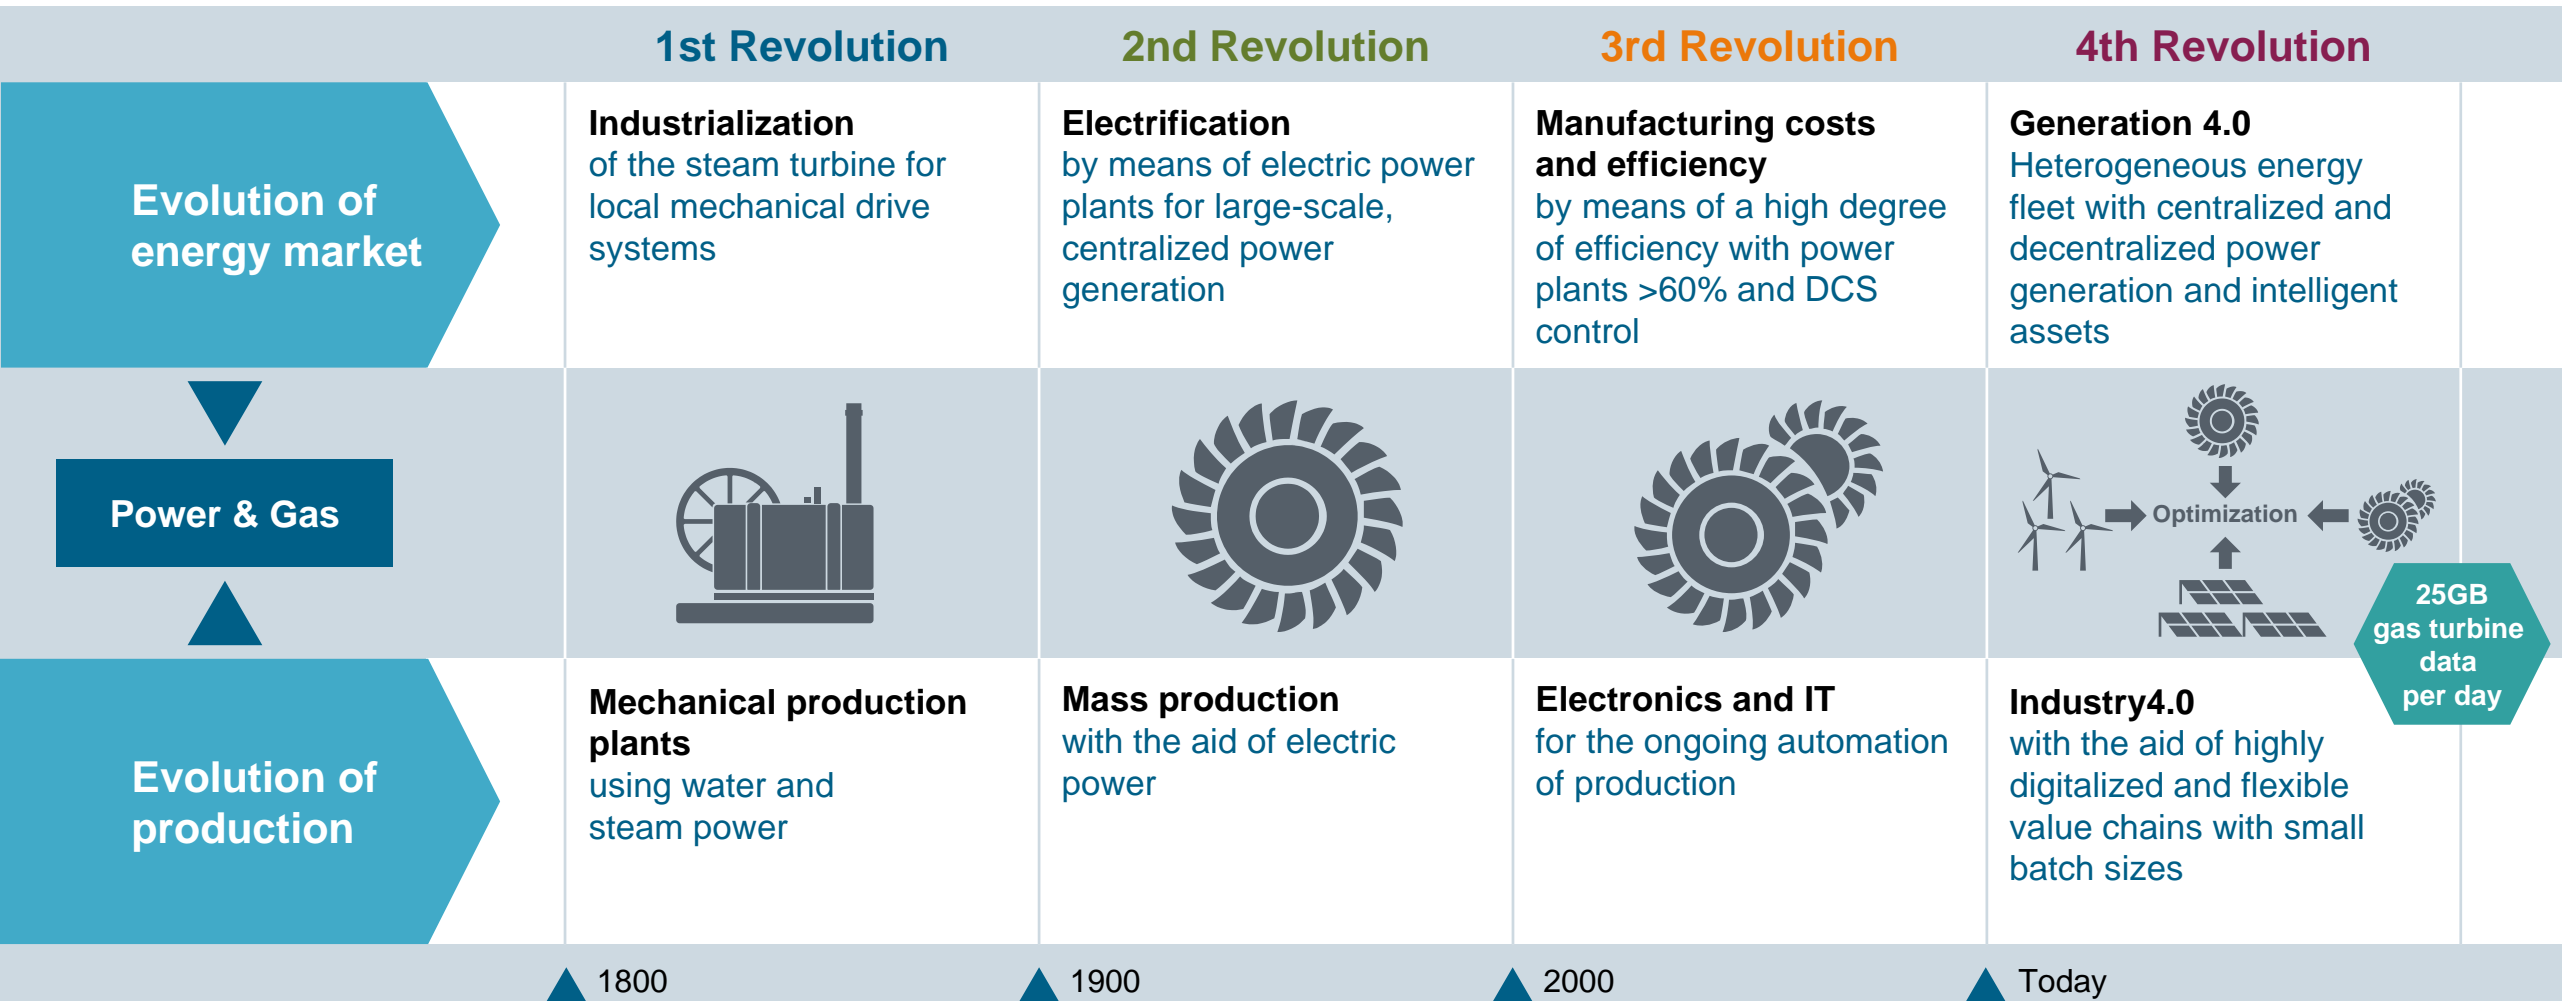 1st Revolution
2nd Revolution
3rd Revolution
4th Revolution
Evolution of
energy market
Industrialization
of the steam turbine for
local mechanical drive
systems
Electrification
by means of electric power
plants for large-scale,
centralized power
generation
Manufacturing costs
and efficiency
by means of a high degree
of efficiency with power
plants >60% and DCS
control
Generation 4.0
Heterogeneous energy
fleet with centralized and
decentralized power
generation and intelligent
assets
Power & Gas
Optimization
25GB
gas turbine
data
per day
Evolution of
production
Mechanical production
plants
using water and
steam power
Mass production
with the aid of electric
power
Electronics and IT
for the ongoing automation
of production
Industry4.0
with the aid of highly
digitalized and flexible
value chains with small
batch sizes
1800
1900
2000
Today